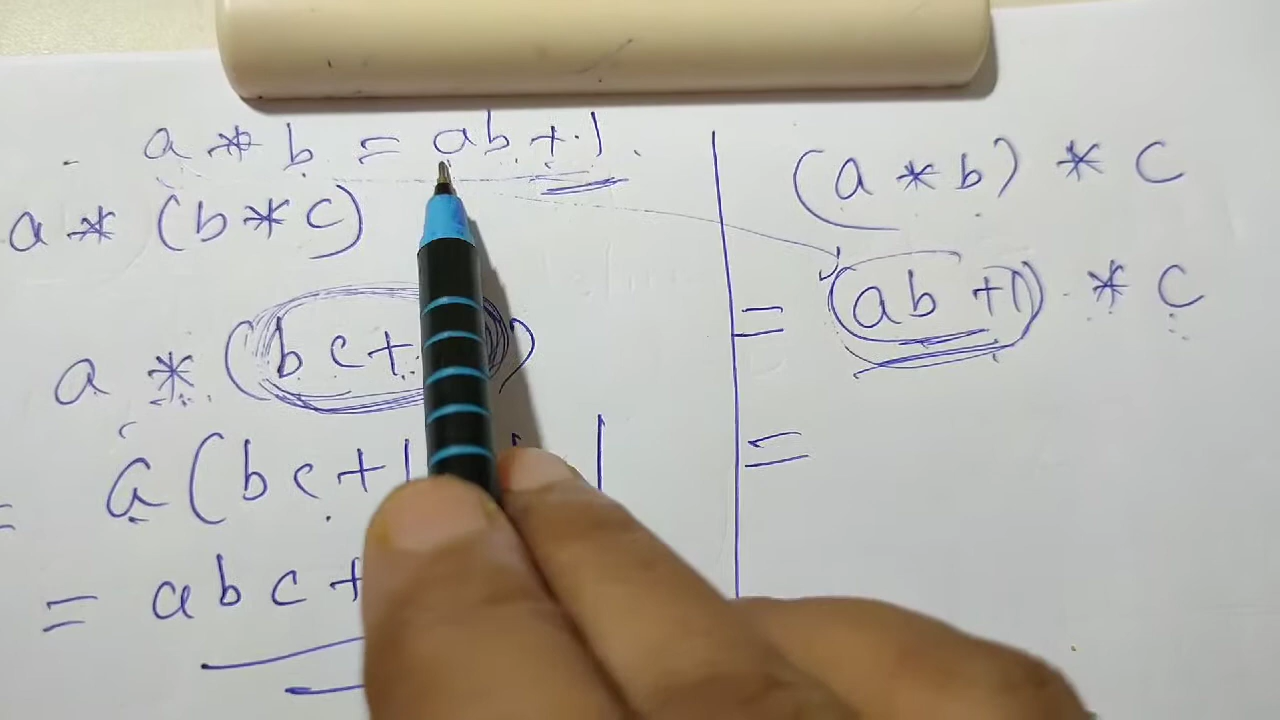 a * b = ab + 1
a * (b * c)
a * (bc +
= a(bc + 1
= abc +
(a * b) * c
= (ab + 1) * c
=